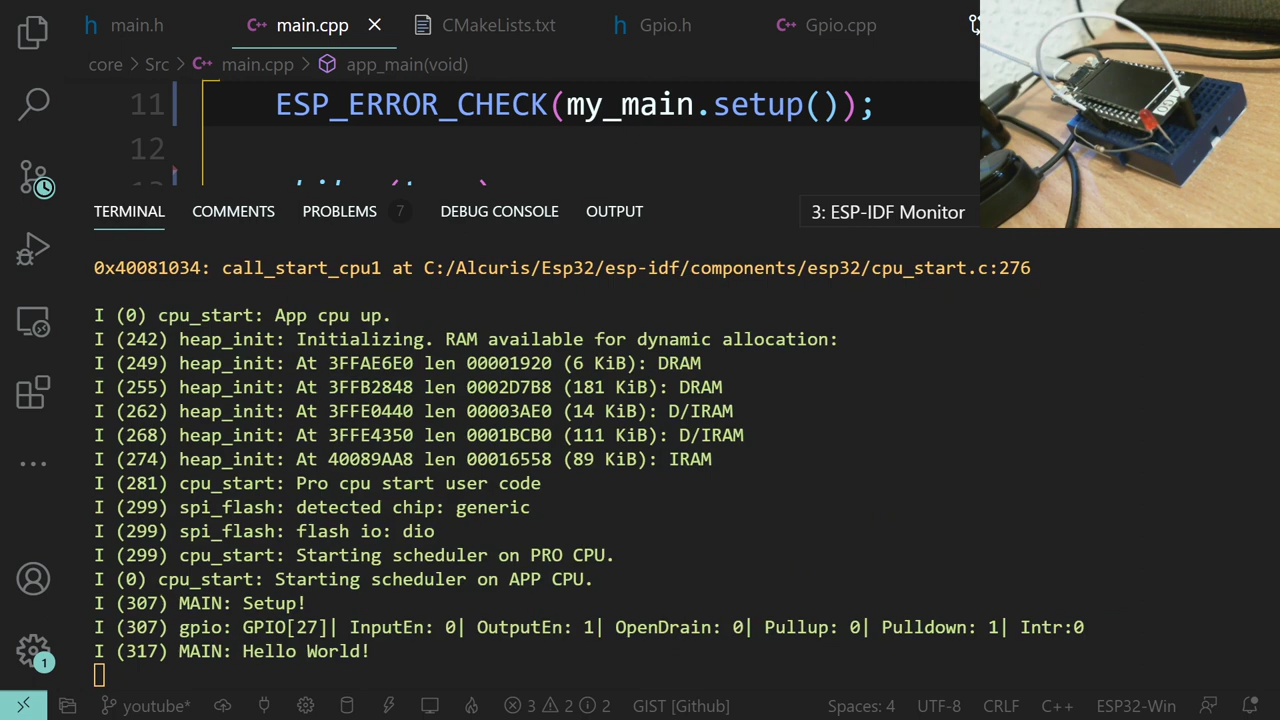 main.h
main.cpp
CMakeLists.txt
Gpio.h
Gpio.cpp
core > Src > main.cpp > app_main(void)
11 ESP_ERROR_CHECK(my_main.setup());
12
TERMINAL COMMENTS PROBLEMS 7 DEBUG CONSOLE OUTPUT 3: ESP-IDF Monitor
0x40081034: call_start_cpu1 at C:/Alcuris/Esp32/esp-idf/components/esp32/cpu_start.c:276
I (0) cpu_start: App cpu up.
I (242) heap_init: Initializing. RAM available for dynamic allocation:
I (249) heap_init: At 3FFAE6E0 len 00001920 (6 KiB): DRAM
I (255) heap_init: At 3FFB2848 len 0002D7B8 (181 KiB): DRAM
I (262) heap_init: At 3FFE0440 len 00003AE0 (14 KiB): D/IRAM
I (268) heap_init: At 3FFE4350 len 0001BCB0 (111 KiB): D/IRAM
I (274) heap_init: At 40089AA8 len 00016558 (89 KiB): IRAM
I (281) cpu_start: Pro cpu start user code
I (299) spi_flash: detected chip: generic
I (299) spi_flash: flash io: dio
I (299) cpu_start: Starting scheduler on PRO CPU.
I (0) cpu_start: Starting scheduler on APP CPU.
I (307) MAIN: Setup!
I (307) gpio: GPIO[27]| InputEn: 0| OutputEn: 1| OpenDrain: 0| Pullup: 0| Pulldown: 1| Intr:0
I (317) MAIN: Hello World!
1
youtube* 3 2 2 GIST [Github] Spaces: 4 UTF-8 CRLF C++ ESP32-Win